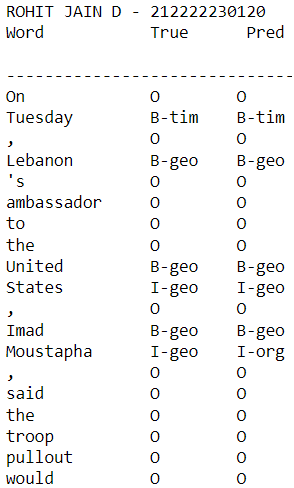 ROHIT JAIN D - 212222230120
Word True Pred
------------------------------
On O O
Tuesday B-tim B-tim
, O O
Lebanon B-geo B-geo
's O O
ambassador O O
to O O
the O O
United B-geo B-geo
States I-geo I-geo
, O O
Imad B-geo B-geo
Moustapha I-geo I-org
, O O
said O O
the O O
troop O O
pullout O O
would O O